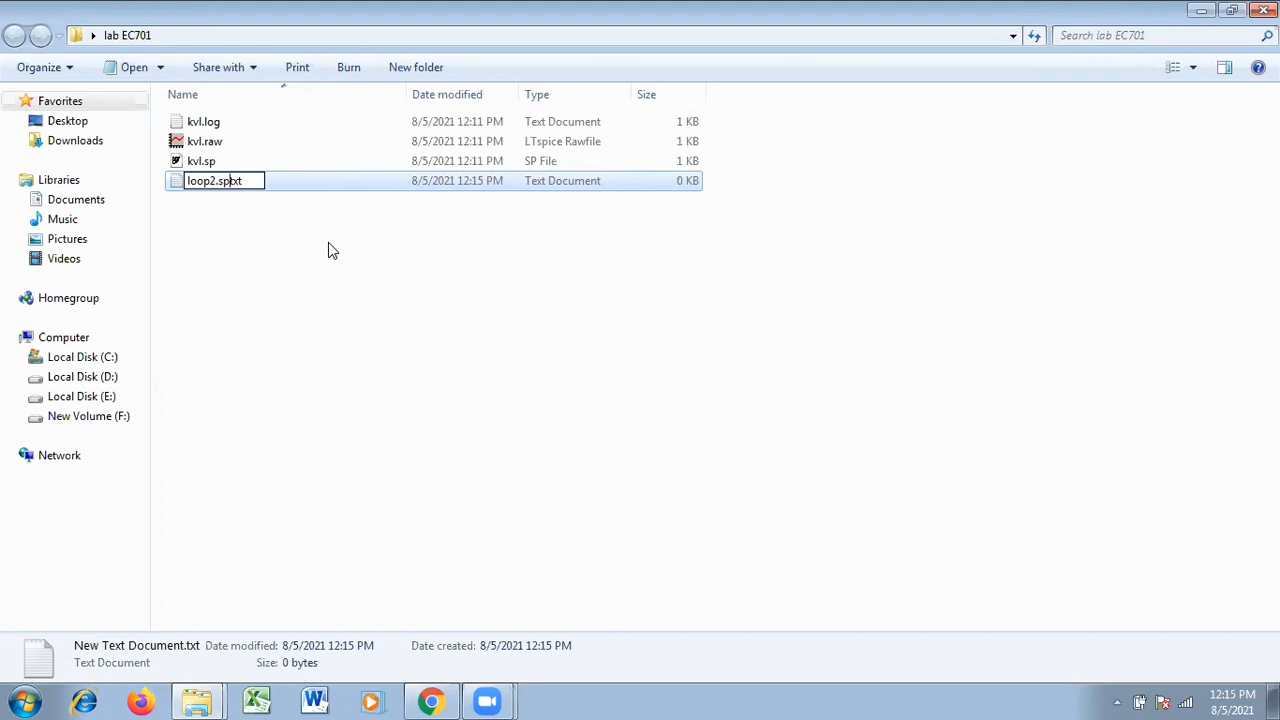 lab EC701
Search lab EC701
Organize Open Share with Print Burn New folder
Name Date modified Type Size
Favorites
Desktop
Downloads
Libraries
Documents
Music
Pictures
Videos
Homegroup
Computer
Local Disk (C:)
Local Disk (D:)
Local Disk (E:)
New Volume (F:)
Network
kvl.log 8/5/2021 12:11 PM Text Document 1 KB
kvl.raw 8/5/2021 12:11 PM LTspice Rawfile 1 KB
kvl.sp 8/5/2021 12:11 PM SP File 1 KB
loop2.sptxt 8/5/2021 12:15 PM Text Document 0 KB
New Text Document.txt Date modified: 8/5/2021 12:15 PM Date created: 8/5/2021 12:15 PM
Text Document Size: 0 bytes
12:15 PM
8/5/2021